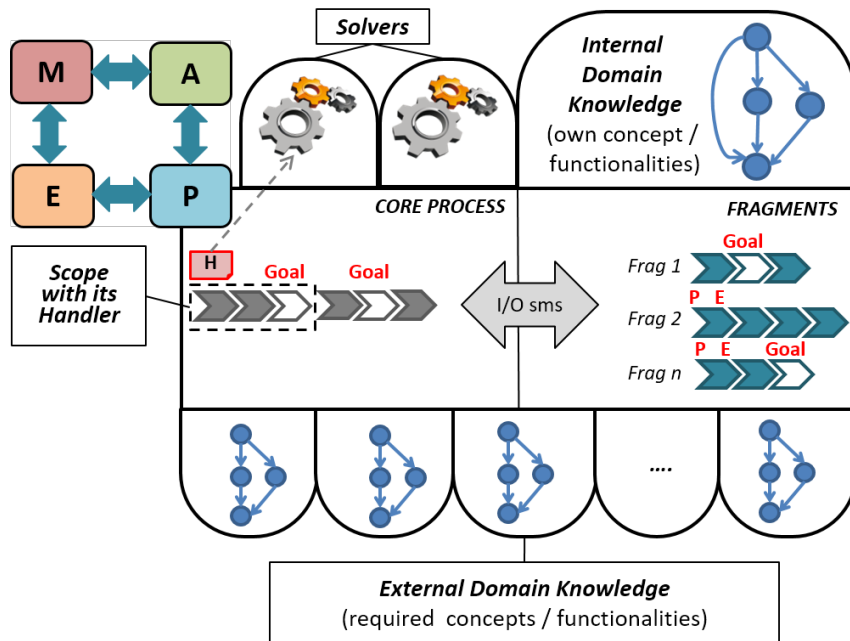 Solvers
M
A
E
P
Internal
Domain
Knowledge
(own concept /
functionalities)
CORE PROCESS
FRAGMENTS
Scope
with its
Handler
H
Goal
Goal
I/O sms
Goal
Frag 1
P E
Frag 2
P E Goal
Frag n
....
External Domain Knowledge
(required concepts / functionalities)